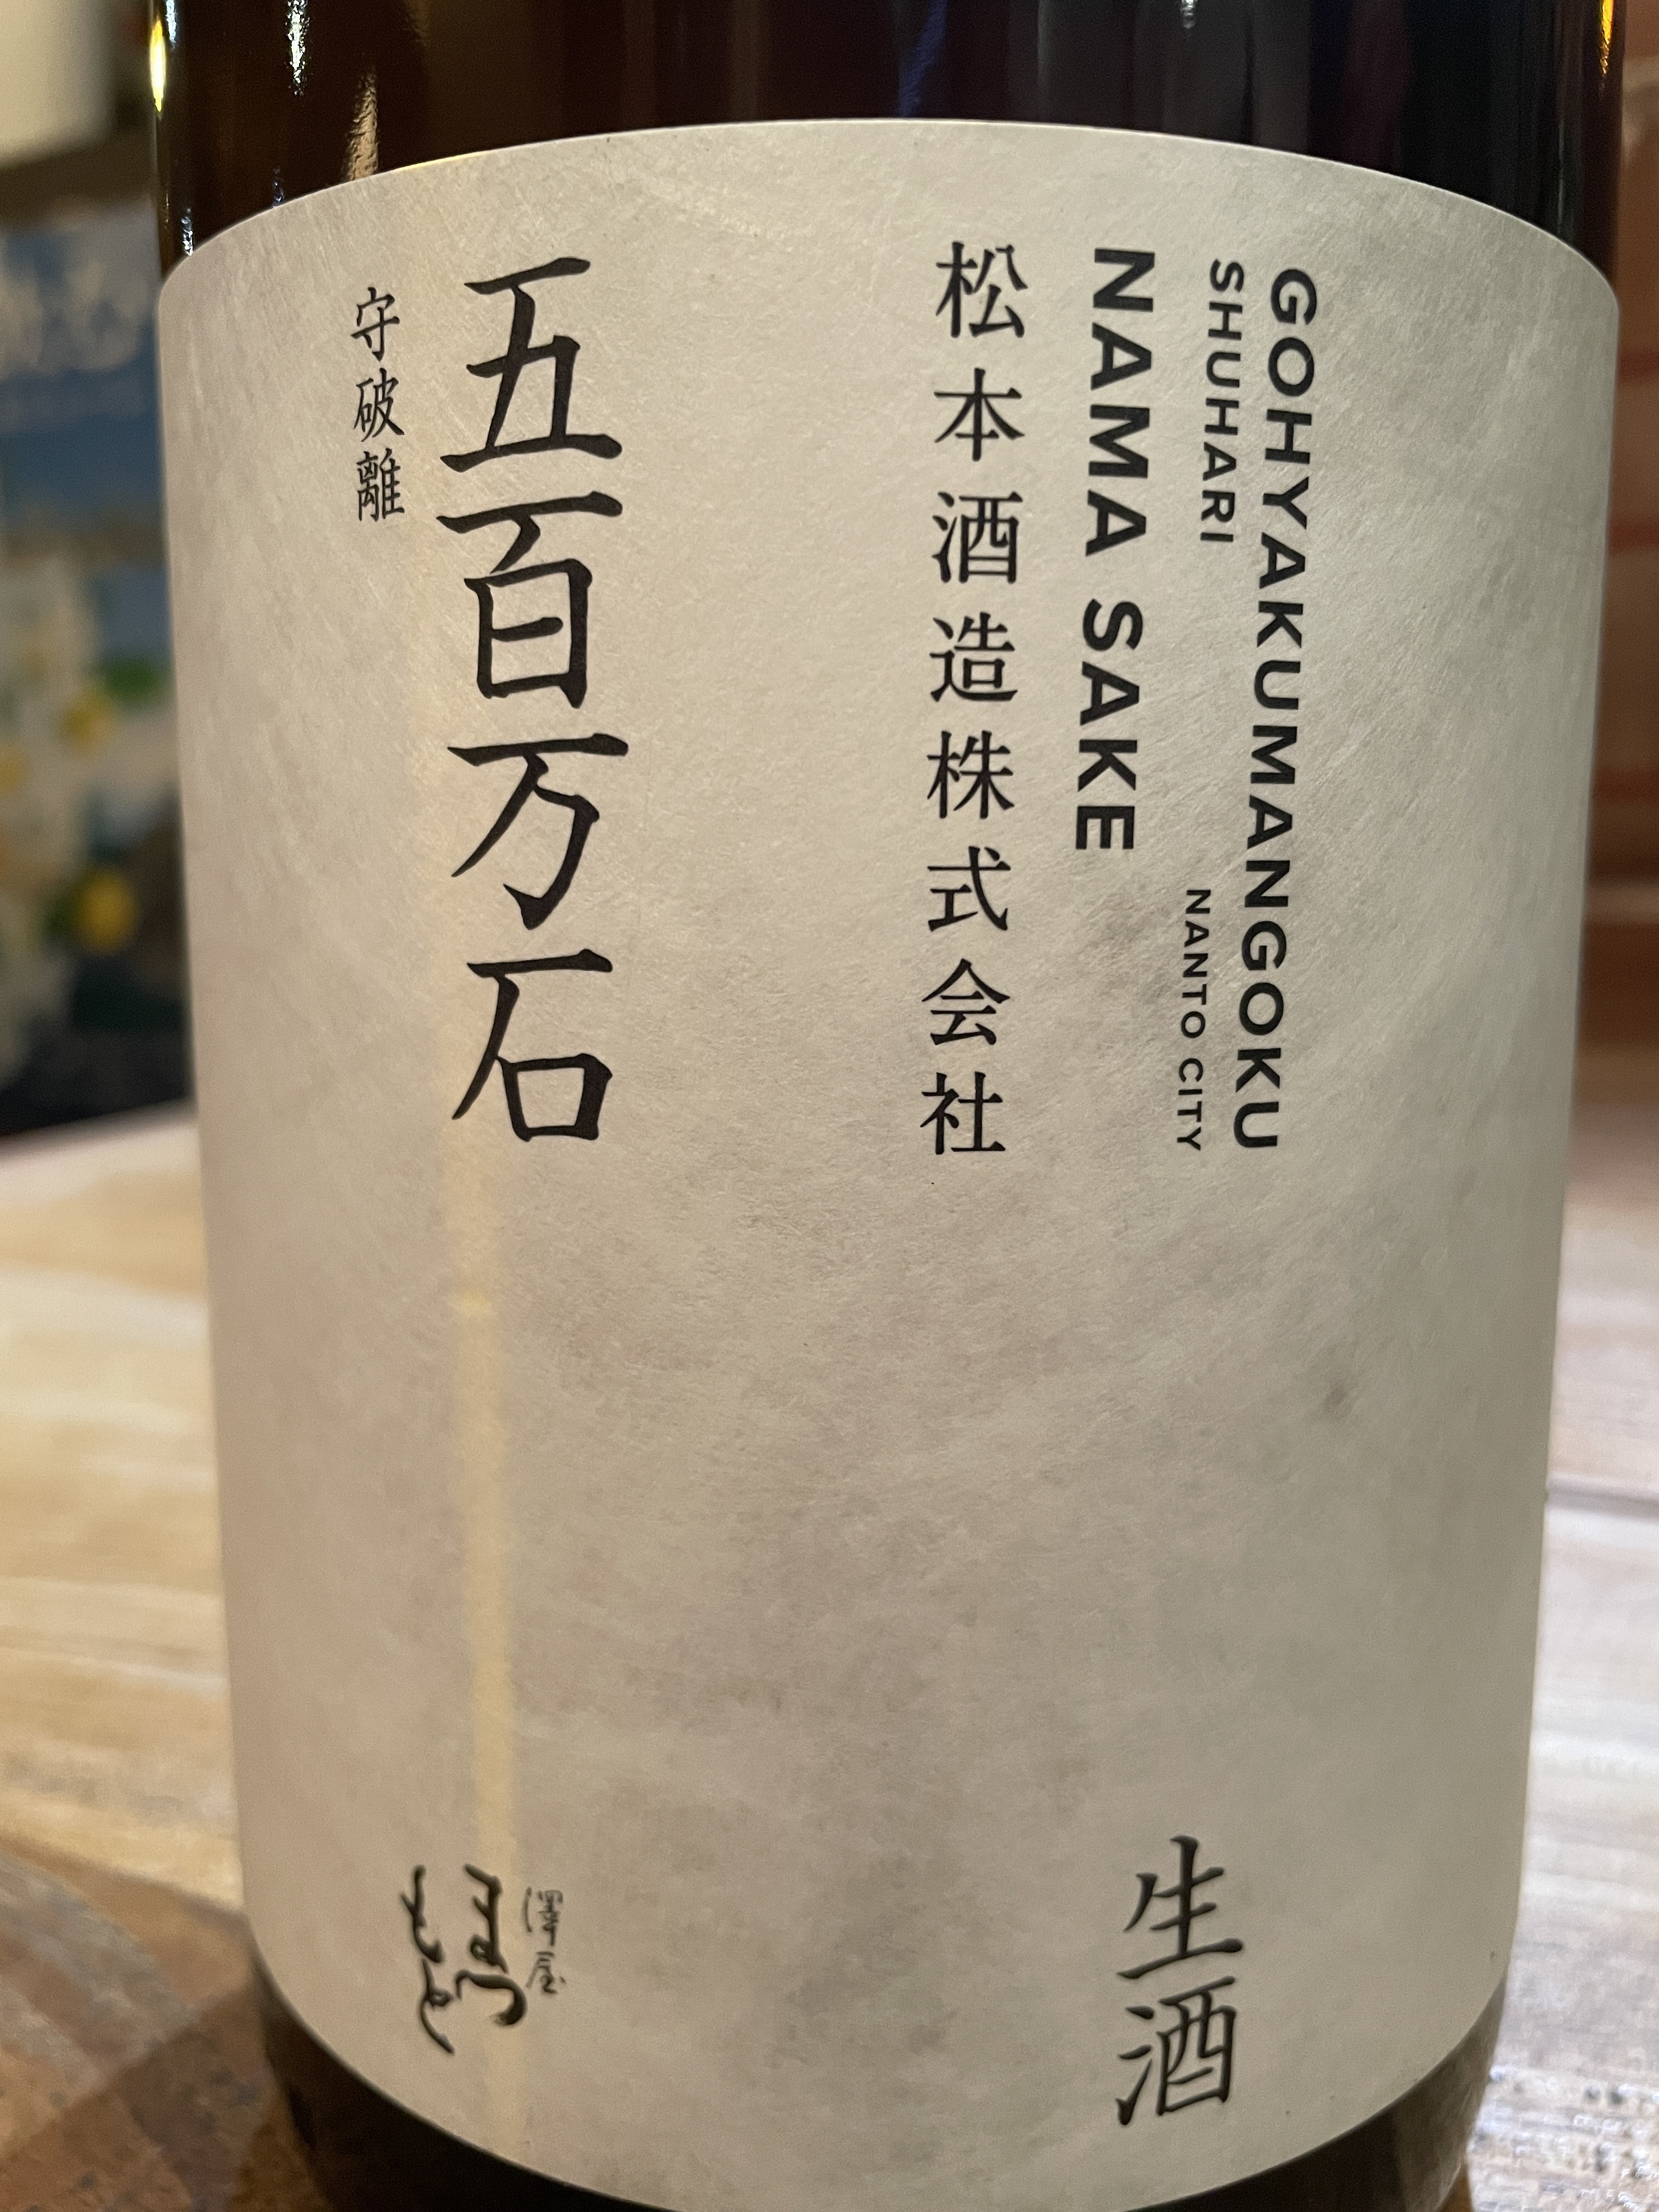 GOHYAKUMANGOKU
SHUHARI
NANTO CITY
NAMA SAKE
松本酒造株式会社
五百万石
守破離
生酒
澤屋
まつ
もと